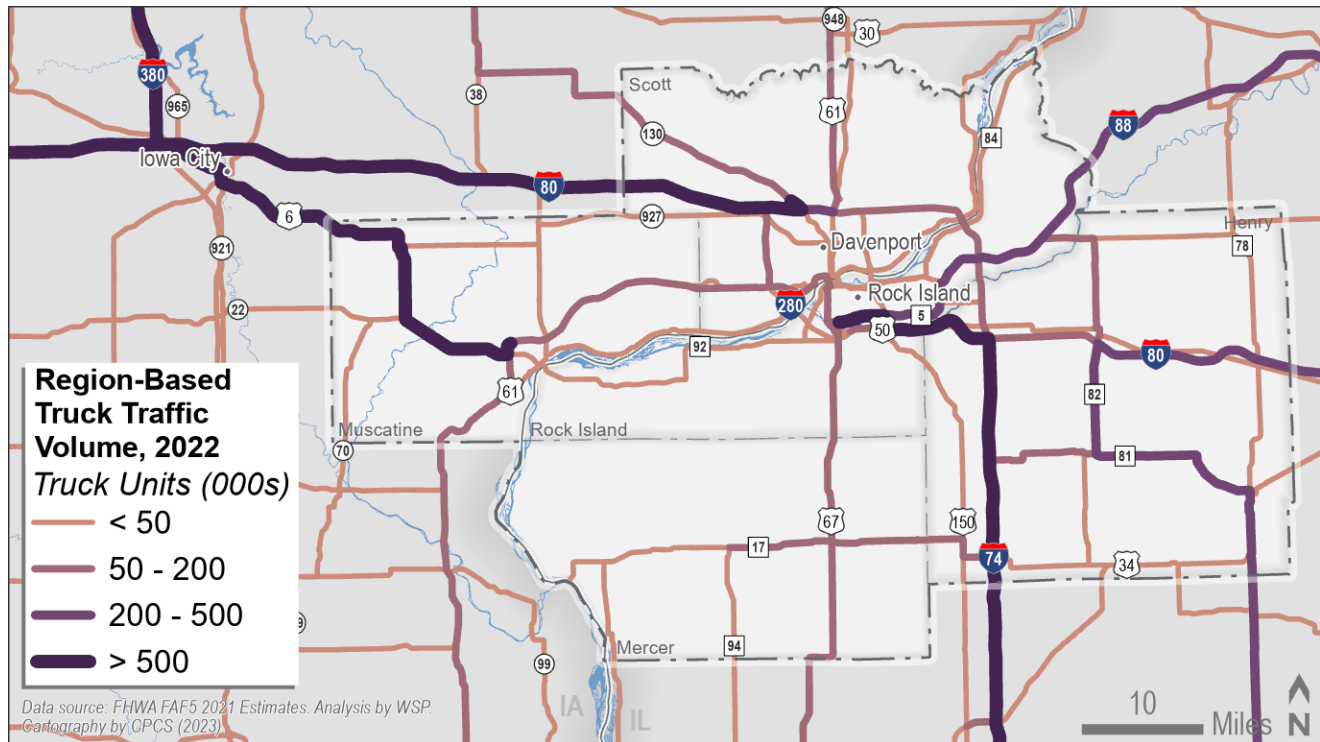 948
30
380
Scott
38
965
61
88
130
84
Iowa City
80
6
927
Henry
Davenport
78
921
280
Rock Island
22
5
50
92
80
61
82
Muscatine
Rock Island
70
81
67
150
17
74
34
Mercer
94
99
9
IA
IL
Region-Based
Truck Traffic
Volume, 2022
Truck Units (000s)
< 50
50 - 200
200 - 500
> 500
Data source: FHWA FAF5 2021 Estimates. Analysis by WSP.
Cartography by CPCS (2023)
10
Miles
N